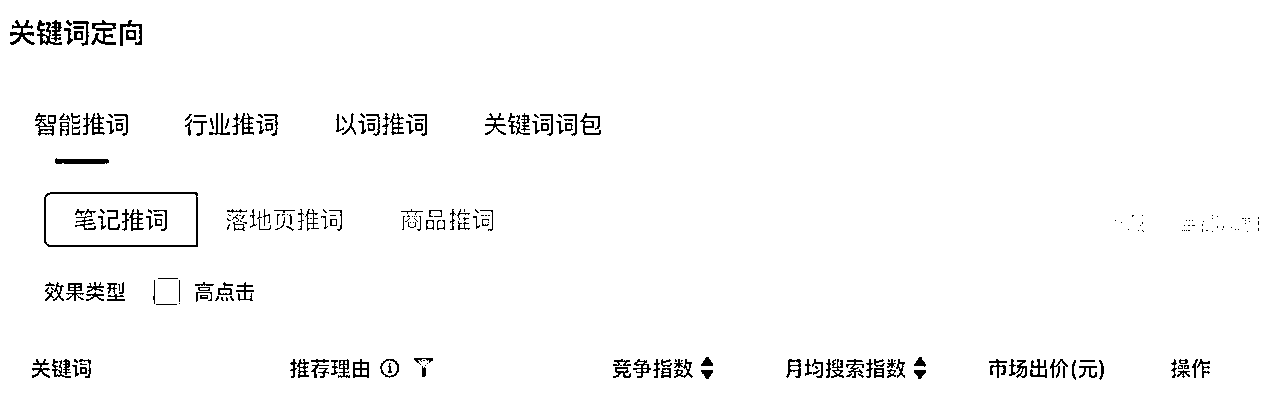 关键词定向
智能推词 行业推词 以词推词 关键词词包
笔记推词 落地页推词 商品推词
效果类型 高点击
关键词 推荐理由 竞争指数 月均搜索指数 市场出价(元) 操作